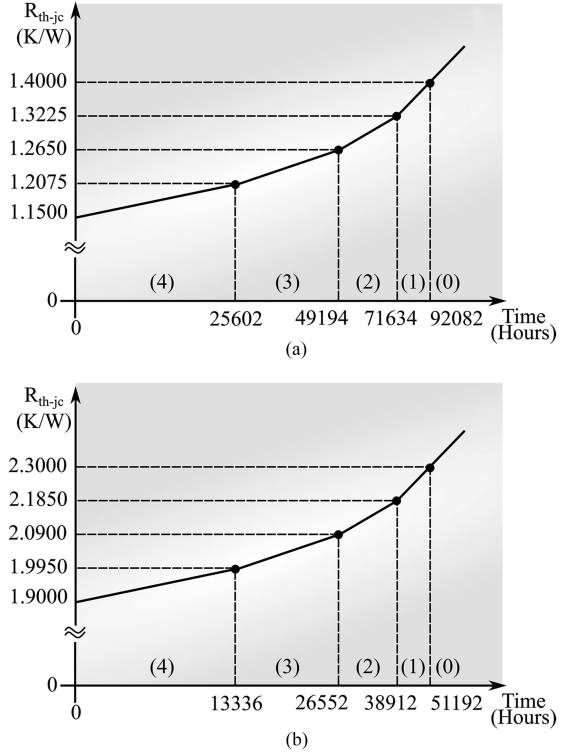 R_th-jc
(K/W)
1.4000
1.3225
1.2650
1.2075
1.1500
0
(4) (3) (2) (1) (0)
0 25602 49194 71634 92082 Time
(Hours)
(a)
R_th-jc
(K/W)
2.3000
2.1850
2.0900
1.9950
1.9000
0
(4) (3) (2) (1) (0)
0 13336 26552 38912 51192 Time
(Hours)
(b)